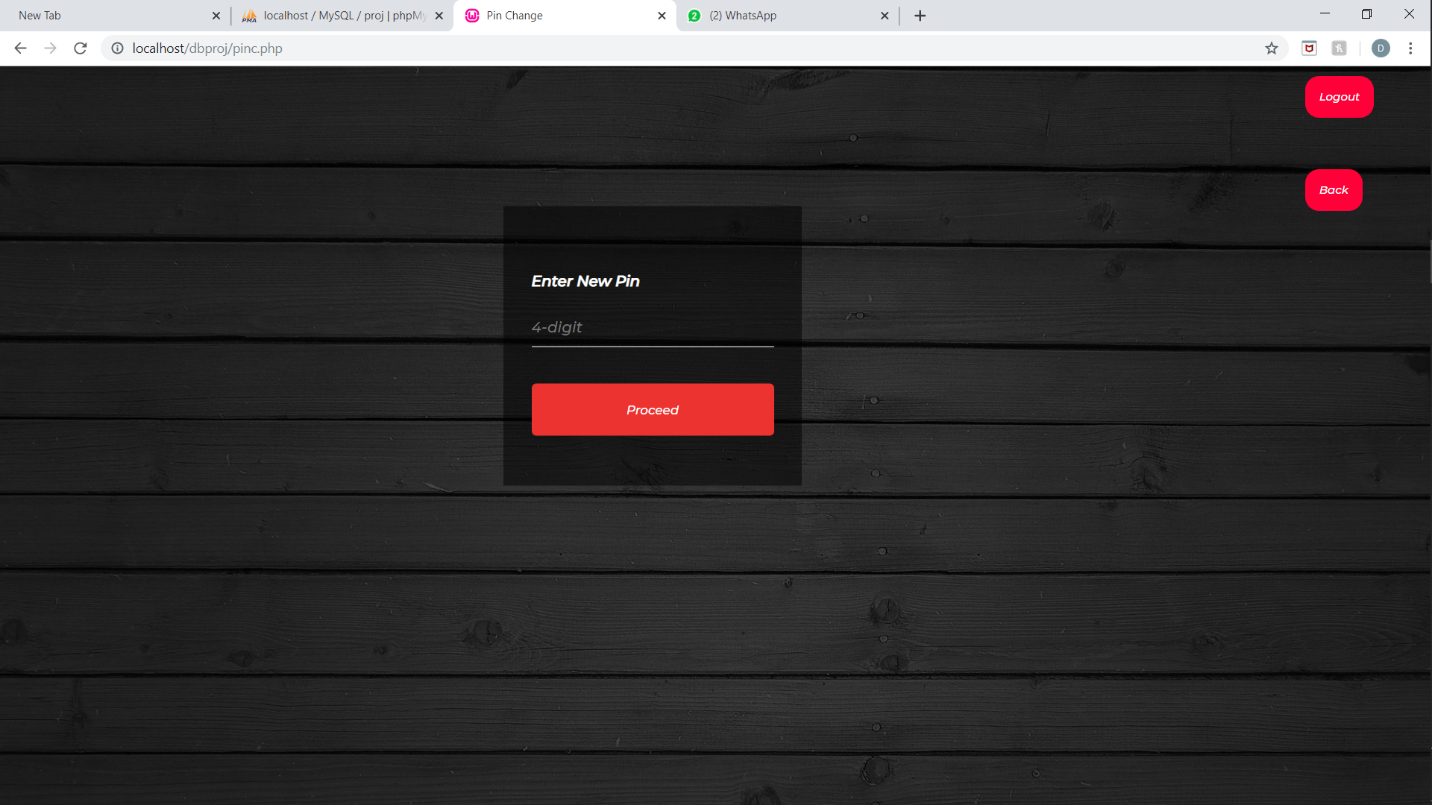 New Tab
localhost / MySQL / proj | phpMy
Pin Change
2
(2) WhatsApp
localhost/dbproj/pinc.php
D
Logout
Back
Enter New Pin
4-digit
Proceed